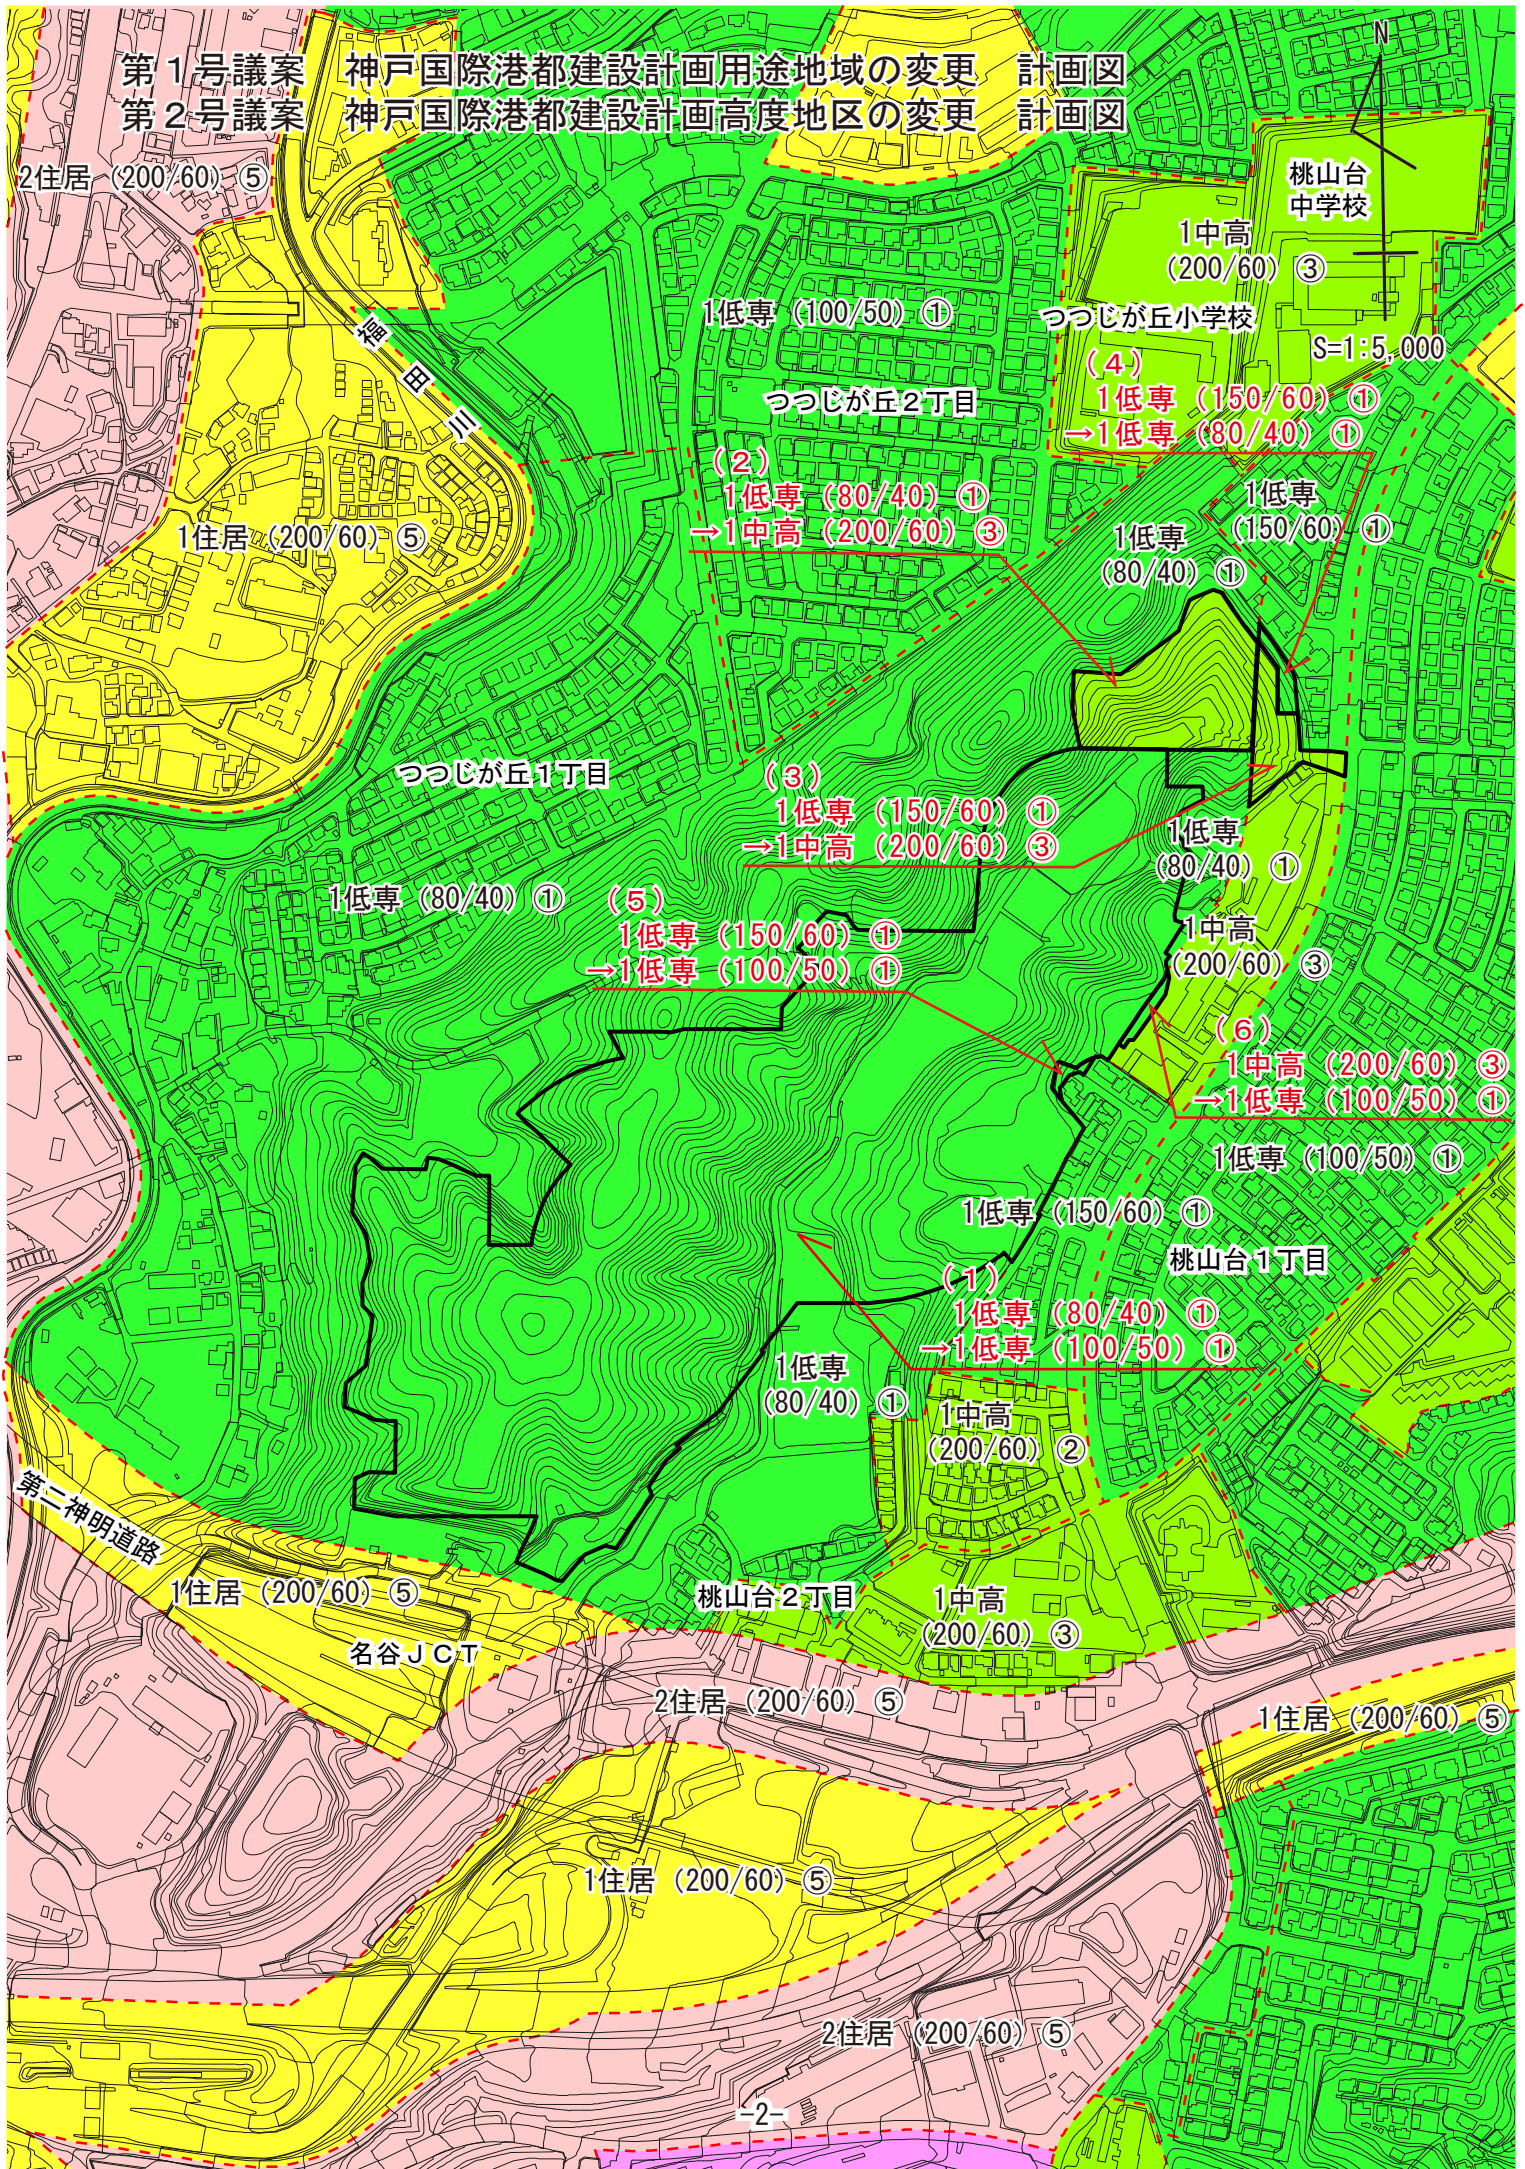 第１号議案　神戸国際港都建設計画用途地域の変更　計画図
第２号議案　神戸国際港都建設計画高度地区の変更　計画図
N
2住居 (200/60) ⑤
桃山台
中学校
1中高
(200/60) ③
1低専 (100/50) ①
つつじが丘小学校
S=1:5,000
福田川
(4)
1低専 (150/60) ①
→1低専 (80/40) ①
つつじが丘２丁目
(2)
1低専 (80/40) ①
→1中高 (200/60) ③
1低専
(150/60) ①
1住居 (200/60) ⑤
1低専
(80/40) ①
つつじが丘１丁目
(3)
1低専 (150/60) ①
→1中高 (200/60) ③
1低専
(80/40) ①
1低専 (80/40) ①
(5)
1低専 (150/60) ①
→1低専 (100/50) ①
1中高
(200/60) ③
(6)
1中高 (200/60) ③
→1低専 (100/50) ①
1低専 (100/50) ①
1低専 (150/60) ①
桃山台１丁目
(1)
1低専 (80/40) ①
→1低専 (100/50) ①
1低専
(80/40) ①
1中高
(200/60) ②
第二神明道路
1住居 (200/60) ⑤
桃山台２丁目
1中高
(200/60) ③
名谷ＪＣＴ
2住居 (200/60) ⑤
1住居 (200/60) ⑤
1住居 (200/60) ⑤
2住居 (200/60) ⑤
-2-